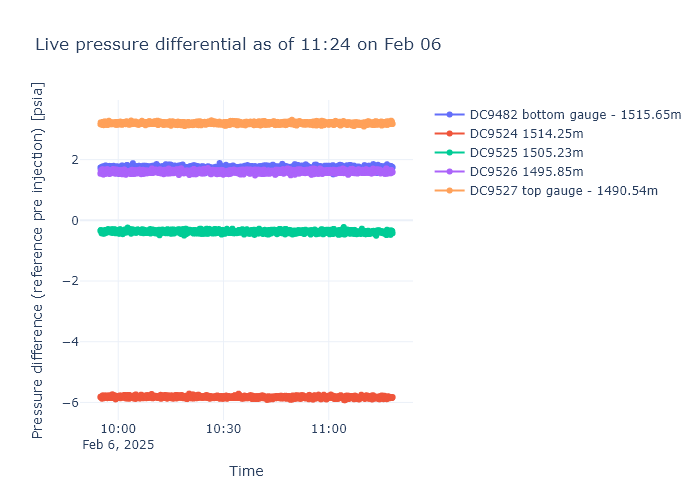 Live pressure differential as of 11:24 on Feb 06
Pressure difference (reference pre injection) [psia]
2
0
−2
−4
−6
10:00
10:30
11:00
Feb 6, 2025
Time
DC9482 bottom gauge - 1515.65m
DC9524 1514.25m
DC9525 1505.23m
DC9526 1495.85m
DC9527 top gauge - 1490.54m